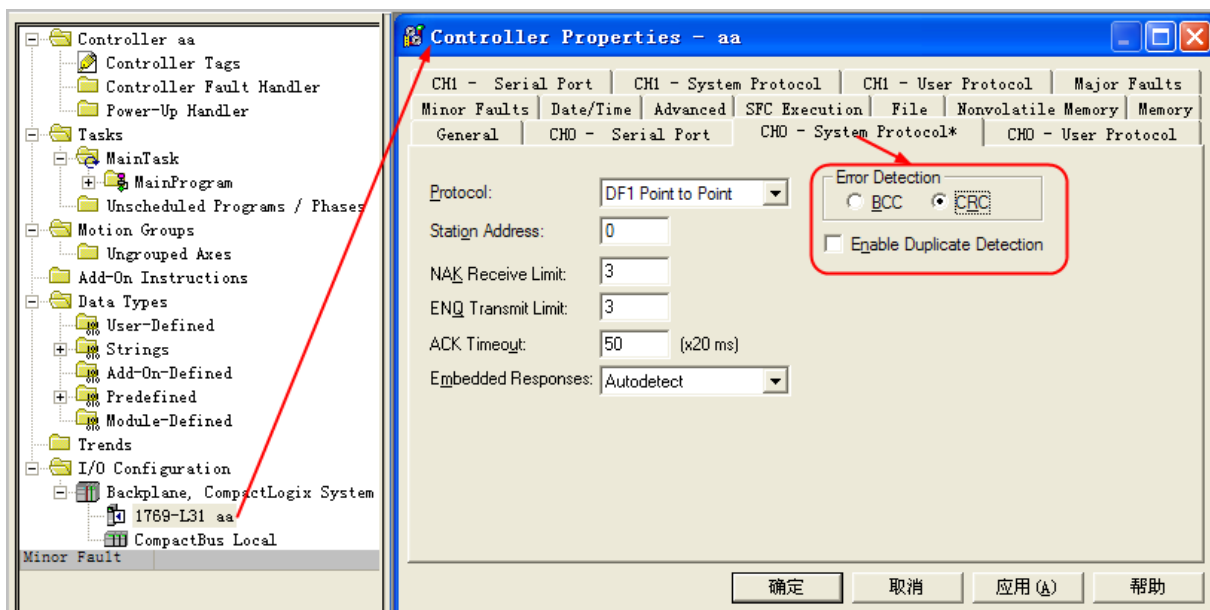 Controller aa
Controller Tags
Controller Fault Handler
Power-Up Handler
Tasks
MainTask
MainProgram
Unscheduled Programs / Phases
Motion Groups
Ungrouped Axes
Add-On Instructions
Data Types
User-Defined
Strings
Add-On-Defined
Predefined
Module-Defined
Trends
I/O Configuration
Backplane, CompactLogix System
1769-L31 aa
CompactBus Local
Minor Fault
Controller Properties - aa
CH1 - Serial Port CH1 - System Protocol CH1 - User Protocol Major Faults
Minor Faults Date/Time Advanced SFC Execution File Nonvolatile Memory Memory
General CH0 - Serial Port CH0 - System Protocol* CH0 - User Protocol
Protocol: DF1 Point to Point
Station Address: 0
NAK Receive Limit: 3
ENQ Transmit Limit: 3
ACK Timeout: 50 (x20 ms)
Embedded Responses: Autodetect
Error Detection
BCC CRC
Enable Duplicate Detection
确定 取消 应用(A) 帮助